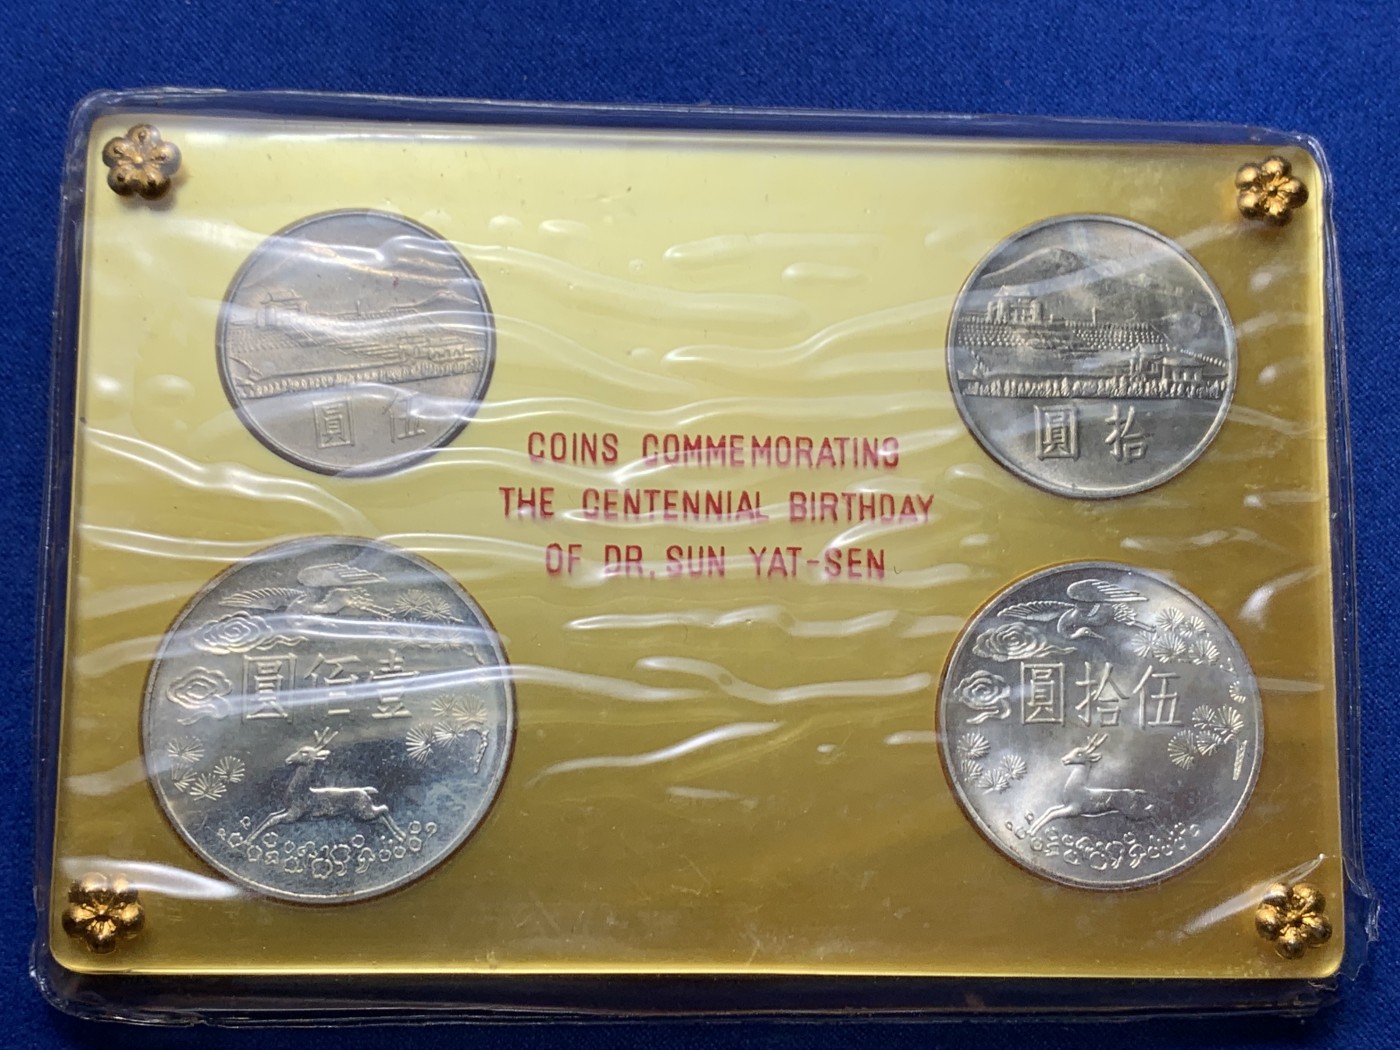 圓 伍
圓 拾
COINS COMMEMORATING
THE CENTENNIAL BIRTHDAY
OF DR. SUN YAT-SEN
圓佰壹
圓拾伍